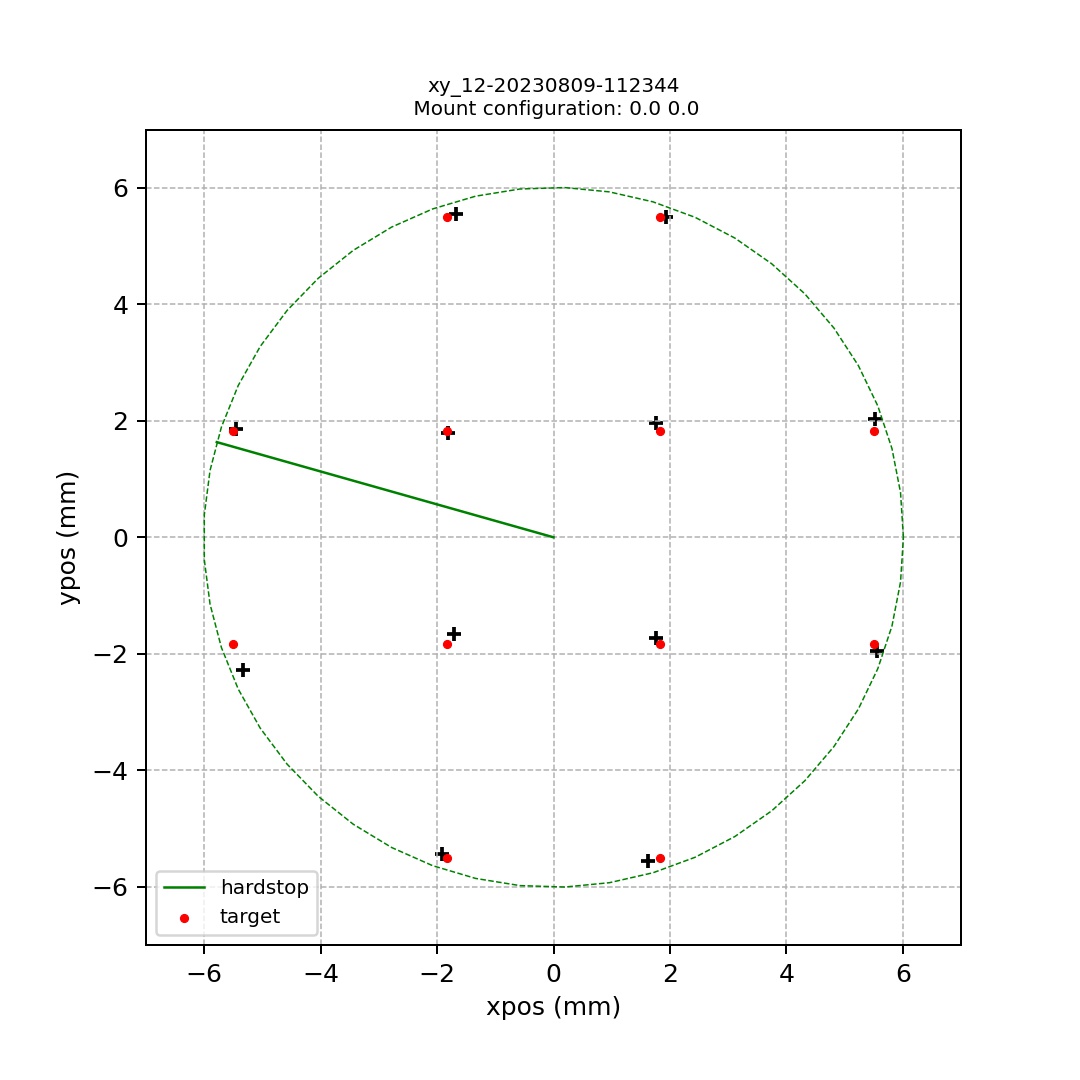 xy_12-20230809-112344
Mount configuration: 0.0 0.0
ypos (mm)
6
4
2
0
−2
−4
−6
hardstop
target
−6 −4 −2 0 2 4 6
xpos (mm)